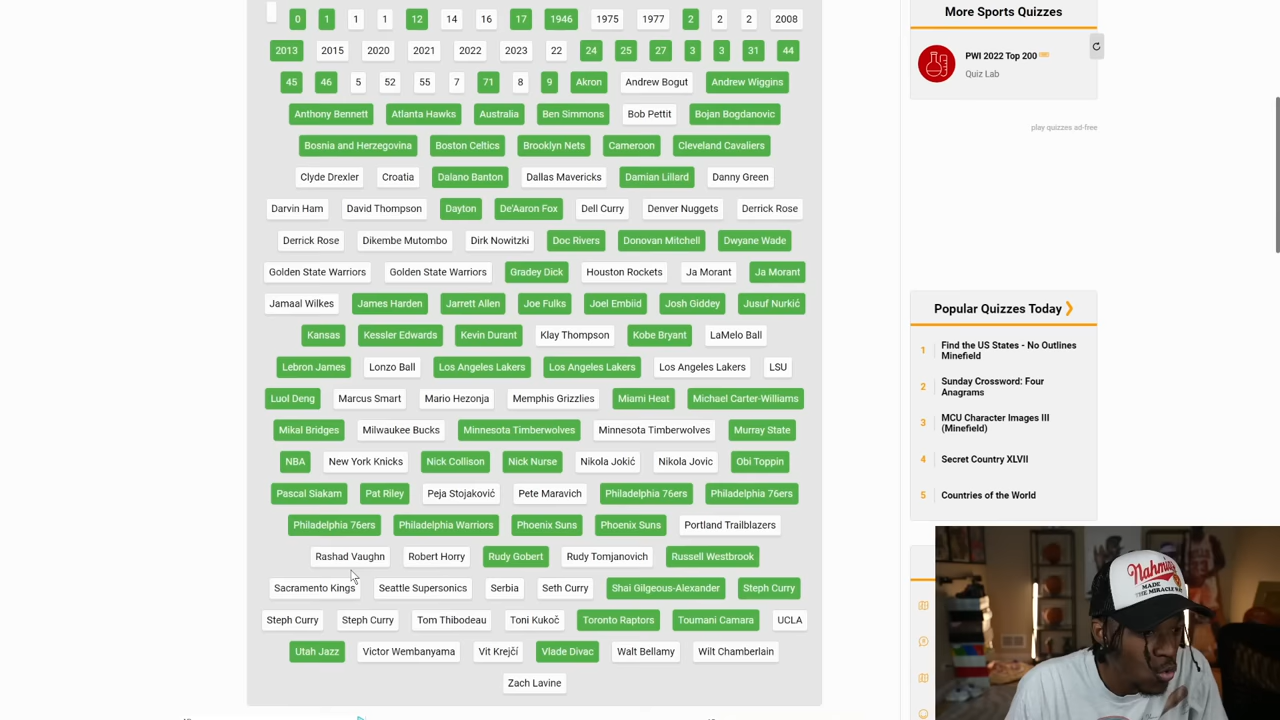 0 1 1 1 12 14 16 17 1946 1975 1977 2 2 2 2008
2013 2015 2020 2021 2022 2023 22 24 25 27 3 3 31 44
45 46 5 52 55 7 71 8 9 Akron Andrew Bogut Andrew Wiggins
Anthony Bennett Atlanta Hawks Australia Ben Simmons Bob Pettit Bojan Bogdanovic
Bosnia and Herzegovina Boston Celtics Brooklyn Nets Cameroon Cleveland Cavaliers
Clyde Drexler Croatia Dalano Banton Dallas Mavericks Damian Lillard Danny Green
Darvin Ham David Thompson Dayton De'Aaron Fox Dell Curry Denver Nuggets Derrick Rose
Derrick Rose Dikembe Mutombo Dirk Nowitzki Doc Rivers Donovan Mitchell Dwyane Wade
Golden State Warriors Golden State Warriors Gradey Dick Houston Rockets Ja Morant Ja Morant
Jamaal Wilkes James Harden Jarrett Allen Joe Fulks Joel Embiid Josh Giddey Jusuf Nurkić
Kansas Kessler Edwards Kevin Durant Klay Thompson Kobe Bryant LaMelo Ball
Lebron James Lonzo Ball Los Angeles Lakers Los Angeles Lakers Los Angeles Lakers LSU
Luol Deng Marcus Smart Mario Hezonja Memphis Grizzlies Miami Heat Michael Carter-Williams
Mikal Bridges Milwaukee Bucks Minnesota Timberwolves Minnesota Timberwolves Murray State
NBA New York Knicks Nick Collison Nick Nurse Nikola Jokić Nikola Jovic Obi Toppin
Pascal Siakam Pat Riley Peja Stojaković Pete Maravich Philadelphia 76ers Philadelphia 76ers
Philadelphia 76ers Philadelphia Warriors Phoenix Suns Phoenix Suns Portland Trailblazers
Rashad Vaughn Robert Horry Rudy Gobert Rudy Tomjanovich Russell Westbrook
Sacramento Kings Seattle Supersonics Serbia Seth Curry Shai Gilgeous-Alexander Steph Curry
Steph Curry Steph Curry Tom Thibodeau Toni Kukoč Toronto Raptors Toumani Camara UCLA
Utah Jazz Victor Wembanyama Vit Krejčí Vlade Divac Walt Bellamy Wilt Chamberlain
Zach Lavine
More Sports Quizzes
PWI 2022 Top 200
Quiz Lab
play quizzes ad-free
Popular Quizzes Today
1 Find the US States - No Outlines
Minefield
2 Sunday Crossword: Four
Anagrams
3 MCU Character Images III
(Minefield)
4 Secret Country XLVII
5 Countries of the World
Nahmias
MADE
THE MIRACLE